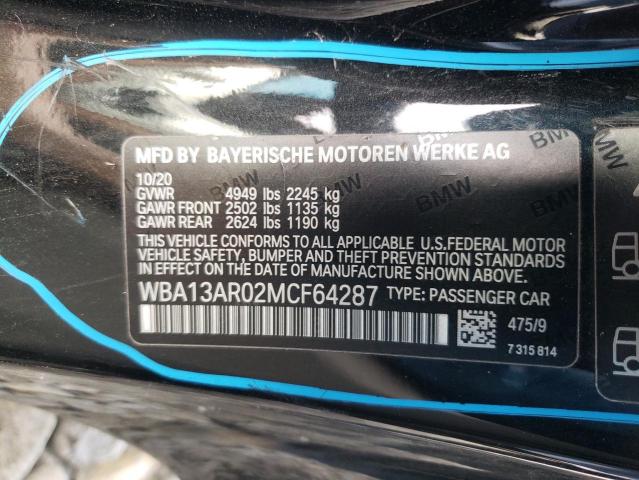 MFD BY BAYERISCHE MOTOREN WERKE AG
10/20
GVWR 4949 lbs 2245 kg
GAWR FRONT 2502 lbs 1135 kg
GAWR REAR 2624 lbs 1190 kg
THIS VEHICLE CONFORMS TO ALL APPLICABLE U.S.FEDERAL MOTOR
VEHICLE SAFETY, BUMPER AND THEFT PREVENTION STANDARDS
IN EFFECT ON THE DATE OF MANUFACTURE SHOWN ABOVE.
WBA13AR02MCF64287 TYPE: PASSENGER CAR
475/9
7 315 814
BMW
BMW
BMW